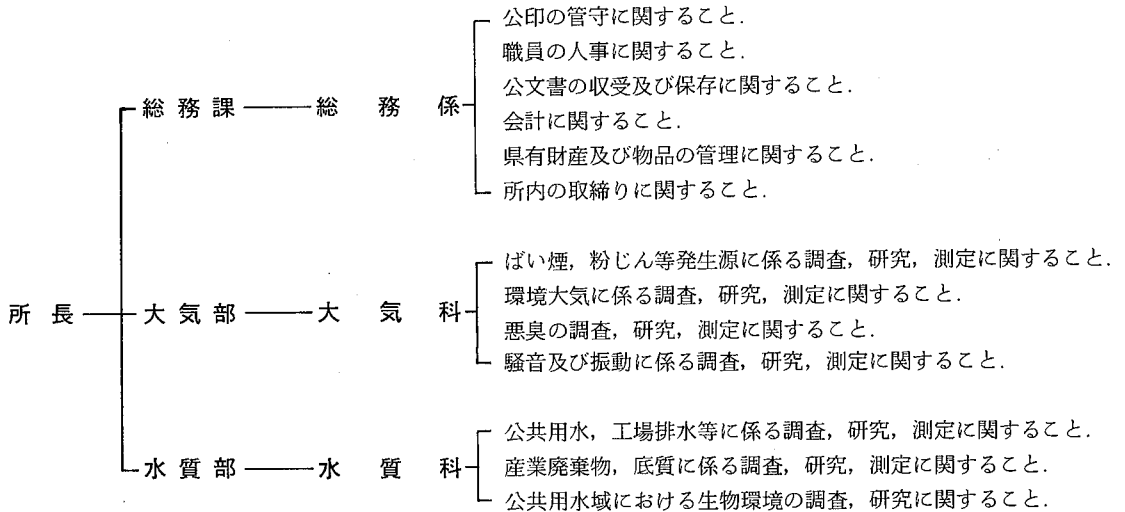 公印の管守に関すること.
職員の人事に関すること.
公文書の収受及び保存に関すること.
総務課 総務係
会計に関すること.
県有財産及び物品の管理に関すること.
所内の取締りに関すること.
ばい煙，粉じん等発生源に係る調査，研究，測定に関すること.
環境大気に係る調査，研究，測定に関すること.
所長 大気部 大気科
悪臭の調査，研究，測定に関すること.
騒音及び振動に係る調査，研究，測定に関すること.
公共用水，工場排水等に係る調査，研究，測定に関すること.
水質部 水質科 産業廃棄物，底質に係る調査，研究，測定に関すること.
公共用水域における生物環境の調査，研究に関すること.